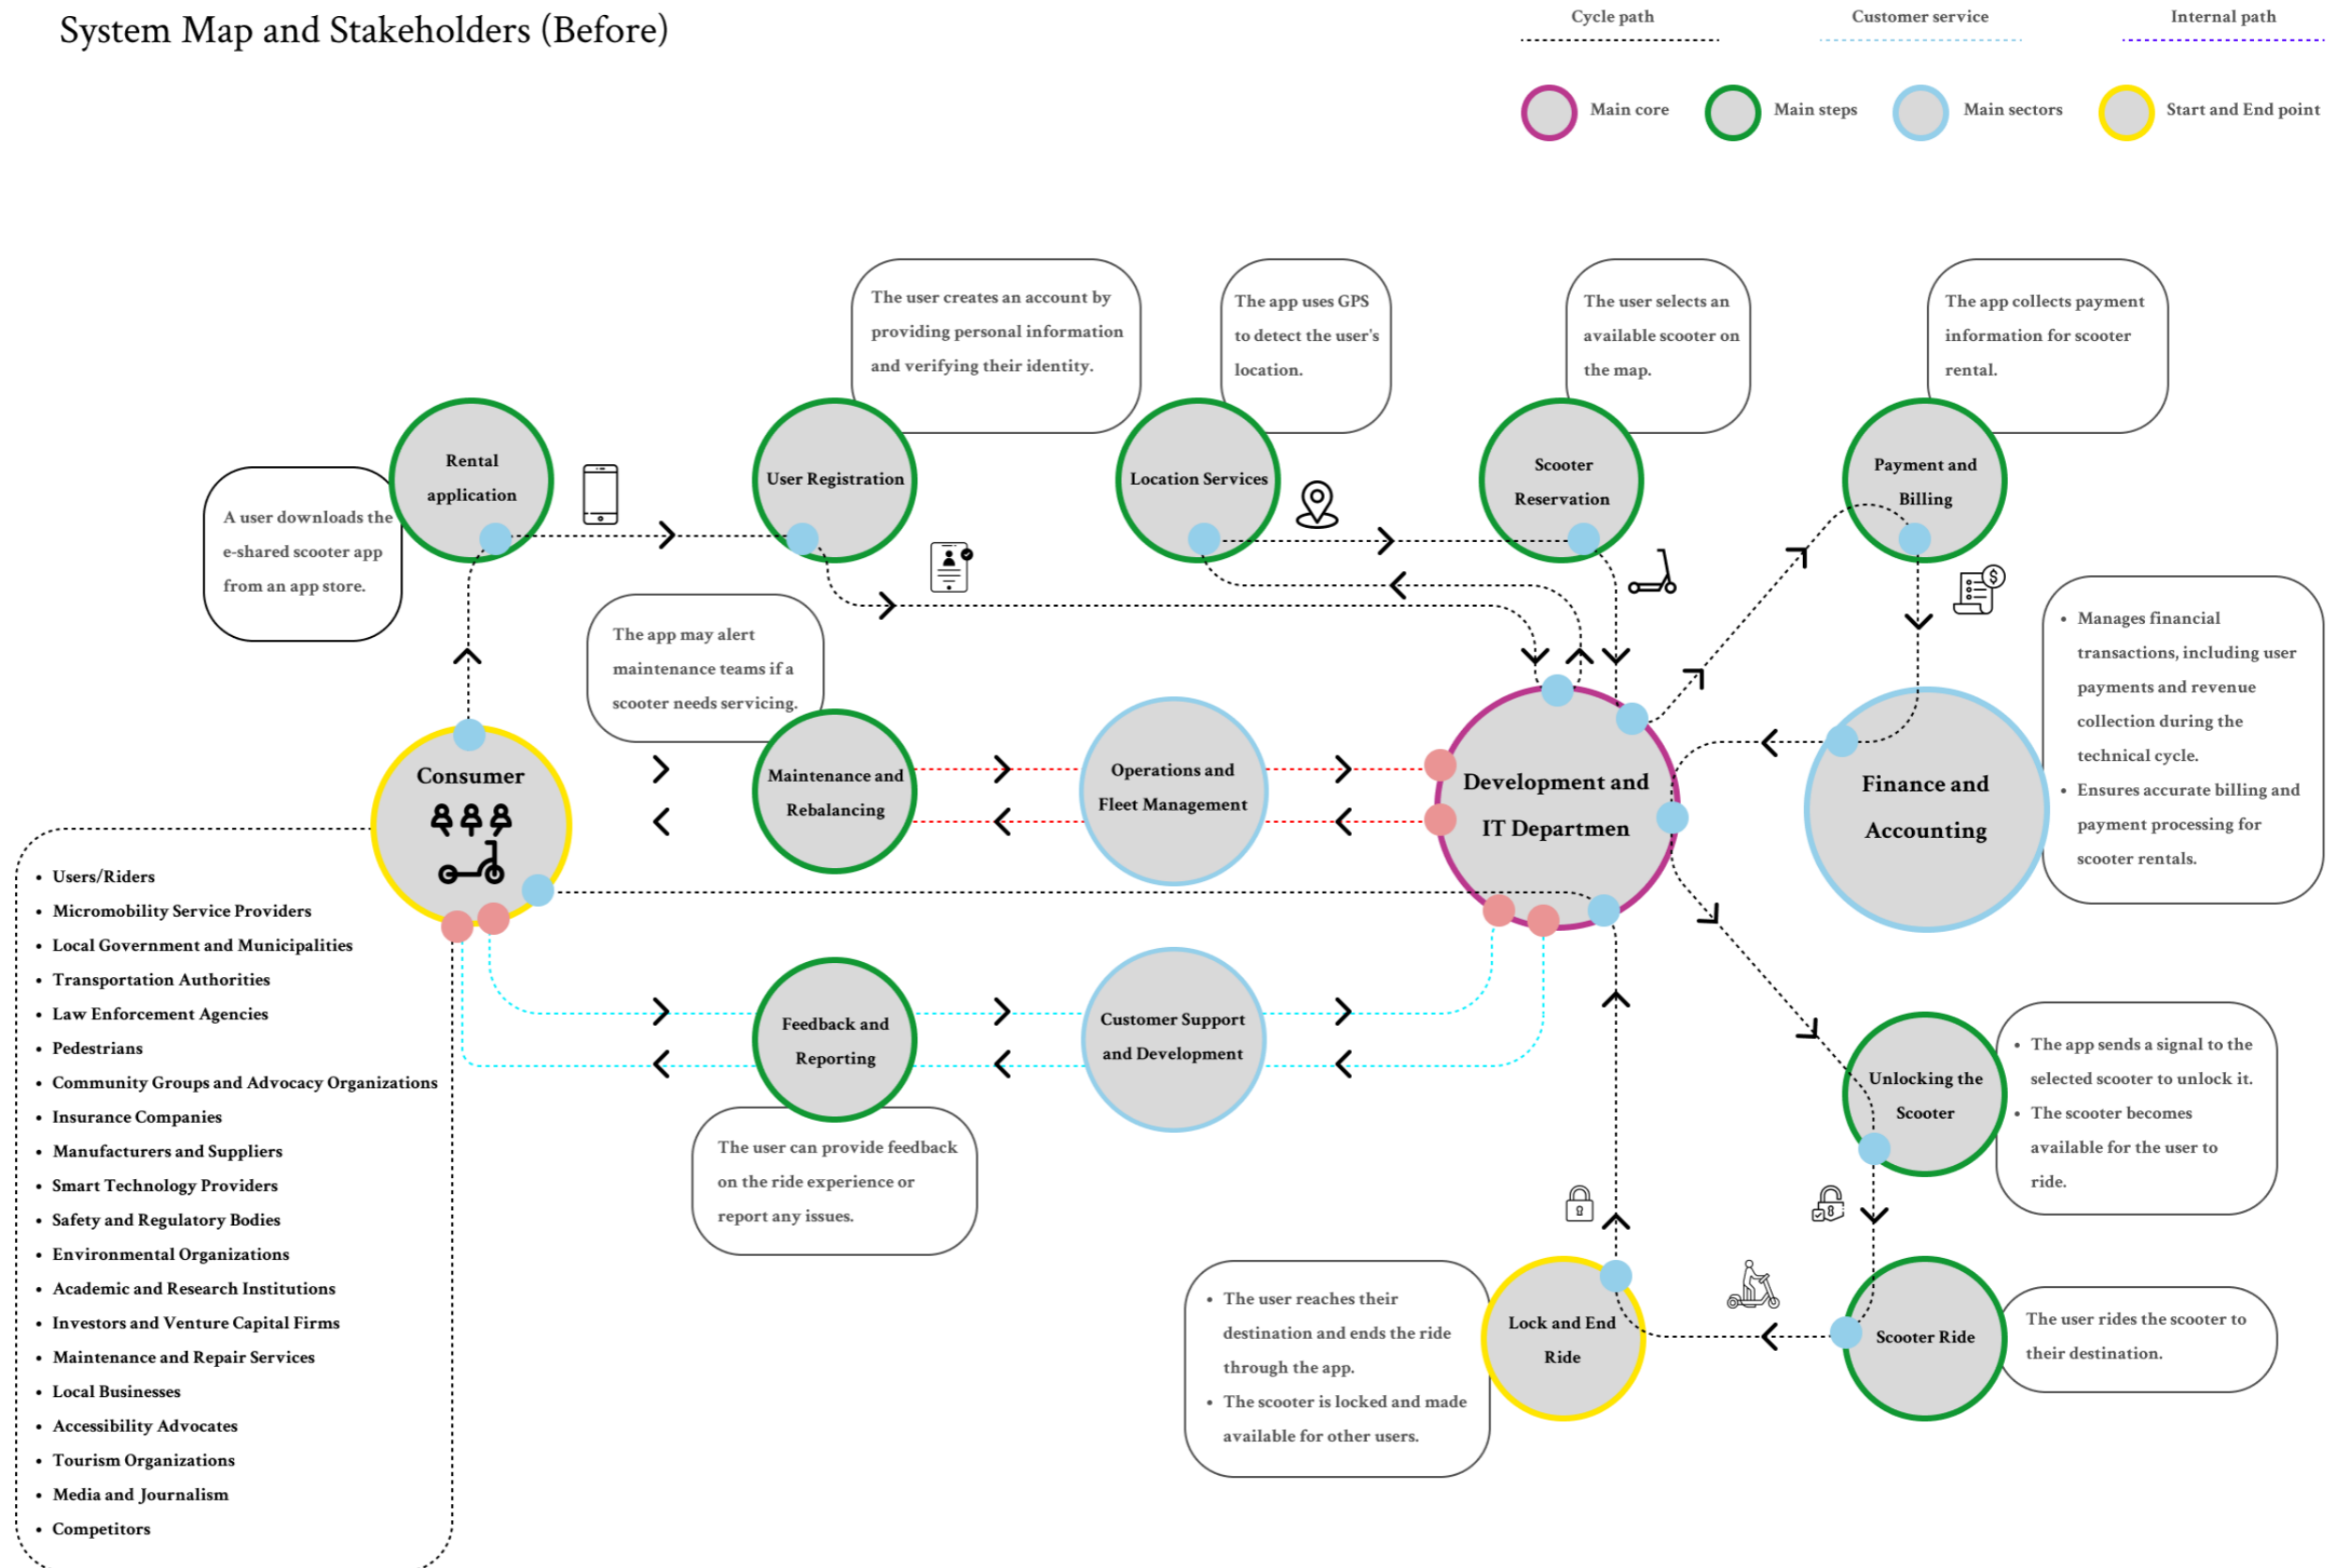 System Map and Stakeholders (Before)
Cycle path
Customer service
Internal path
Main core
Main steps
Main sectors
Start and End point
The user creates an account by
providing personal information
and verifying their identity.
The app uses GPS
to detect the user's
location.
The user selects an
available scooter on
the map.
The app collects payment
information for scooter
rental.
A user downloads the
e-shared scooter app
from an app store.
Rental
application
User Registration
Location Services
Scooter
Reservation
Payment and
Billing
The app may alert
maintenance teams if a
scooter needs servicing.
• Manages financial
transactions, including user
payments and revenue
collection during the
technical cycle.
• Ensures accurate billing and
payment processing for
scooter rentals.
Consumer
Maintenance and
Rebalancing
Operations and
Fleet Management
Development and
IT Departmen
Finance and
Accounting
• Users/Riders
• Micromobility Service Providers
• Local Government and Municipalities
• Transportation Authorities
• Law Enforcement Agencies
• Pedestrians
• Community Groups and Advocacy Organizations
• Insurance Companies
• Manufacturers and Suppliers
• Smart Technology Providers
• Safety and Regulatory Bodies
• Environmental Organizations
• Academic and Research Institutions
• Investors and Venture Capital Firms
• Maintenance and Repair Services
• Local Businesses
• Accessibility Advocates
• Tourism Organizations
• Media and Journalism
• Competitors
Feedback and
Reporting
Customer Support
and Development
The user can provide feedback
on the ride experience or
report any issues.
Unlocking the
Scooter
• The app sends a signal to the
selected scooter to unlock it.
• The scooter becomes
available for the user to
ride.
• The user reaches their
destination and ends the ride
through the app.
• The scooter is locked and made
available for other users.
Lock and End
Ride
Scooter Ride
The user rides the scooter to
their destination.